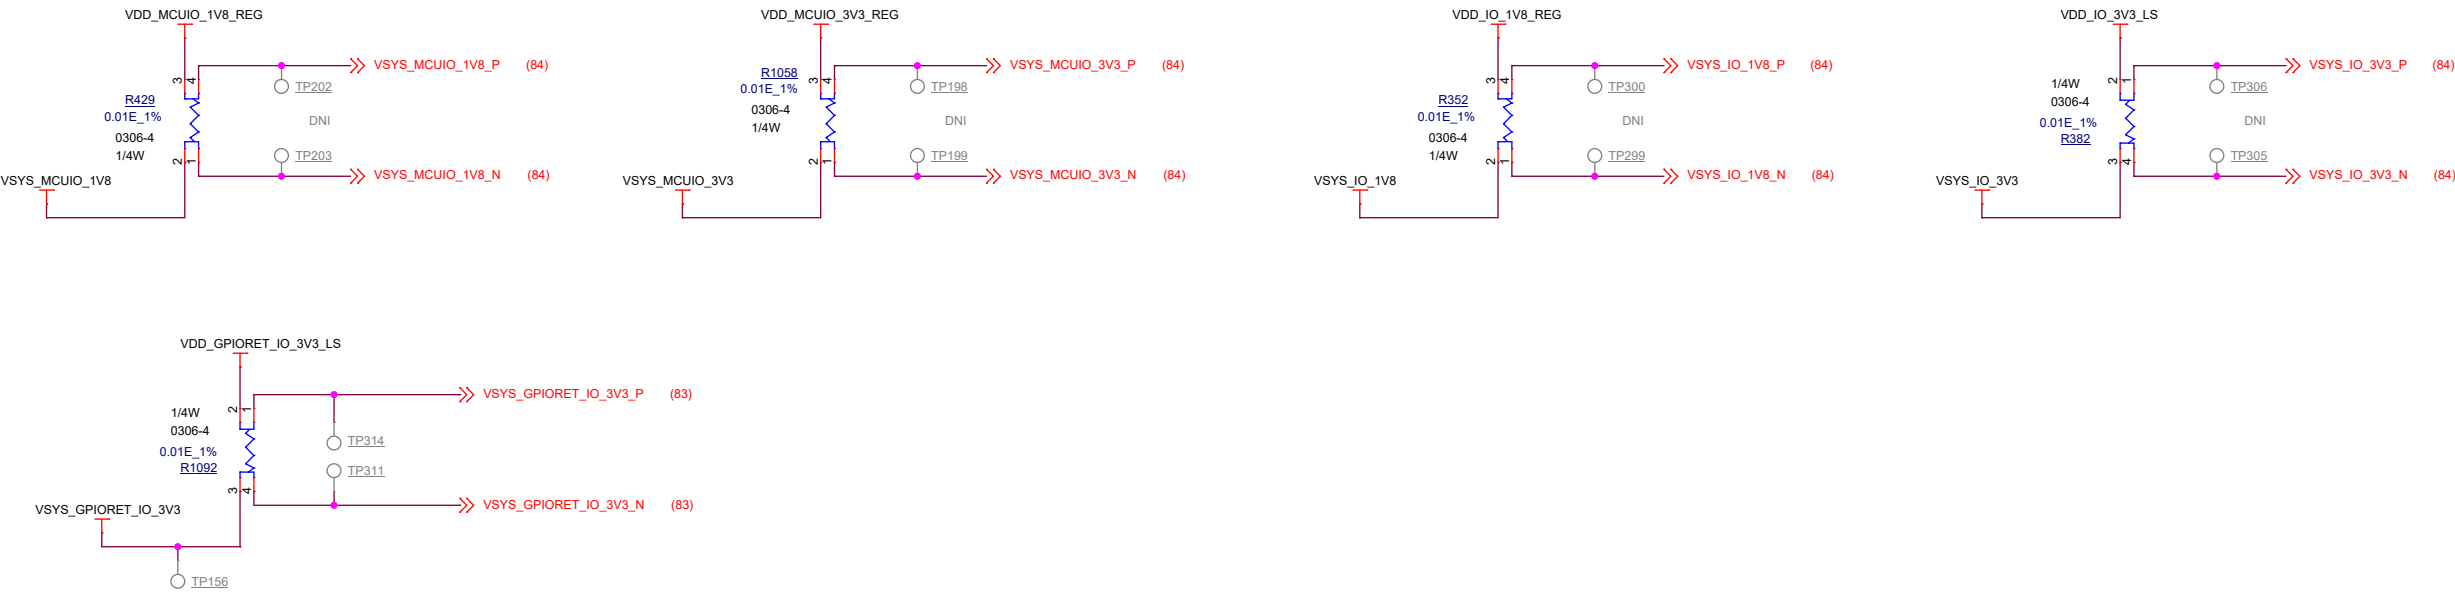 VDD_MCUIO_1V8_REG
VSYS_MCUIO_1V8_P (84)
3 4
TP202
R429
0.01E_1%
0306-4
1/4W
DNI
TP203
2 1
VSYS_MCUIO_1V8
VSYS_MCUIO_1V8_N (84)
VDD_MCUIO_3V3_REG
VSYS_MCUIO_3V3_P (84)
R1058
0.01E_1%
3 4
TP198
0306-4
1/4W
DNI
TP199
2 1
VSYS_MCUIO_3V3
VSYS_MCUIO_3V3_N (84)
VDD_IO_1V8_REG
VSYS_IO_1V8_P (84)
3 4
TP300
R352
0.01E_1%
0306-4
1/4W
DNI
TP299
2 1
VSYS_IO_1V8
VSYS_IO_1V8_N (84)
VDD_IO_3V3_LS
VSYS_IO_3V3_P (84)
2 1
TP306
1/4W
0306-4
0.01E_1%
R382
DNI
TP305
3 4
VSYS_IO_3V3
VSYS_IO_3V3_N (84)
VDD_GPIORET_IO_3V3_LS
VSYS_GPIORET_IO_3V3_P (83)
2 1
1/4W
0306-4
0.01E_1%
R1092
TP314
TP311
3 4
VSYS_GPIORET_IO_3V3
VSYS_GPIORET_IO_3V3_N (83)
TP156